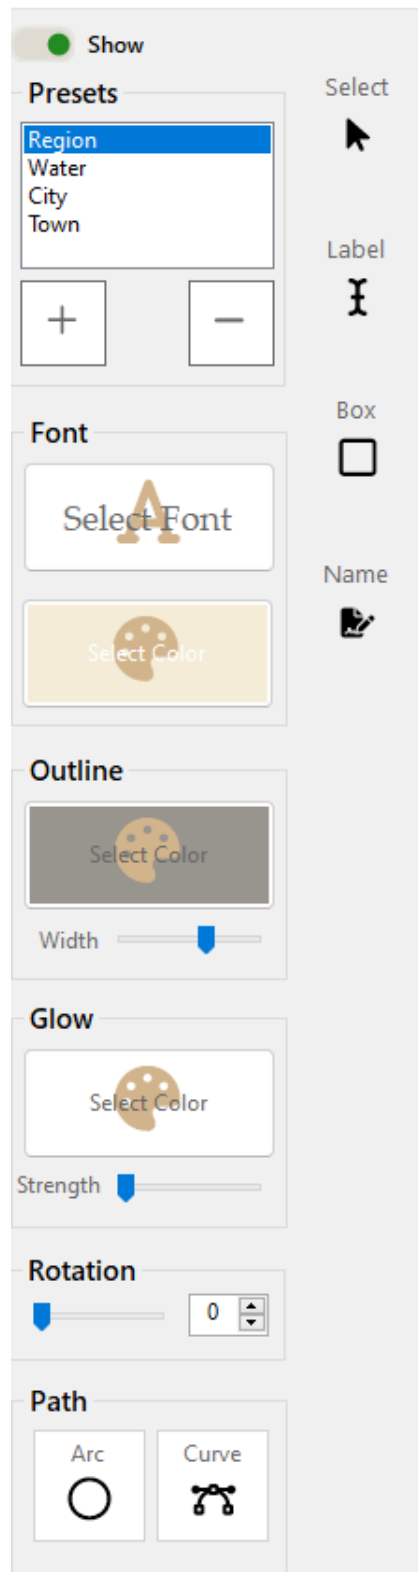 Show
Presets
Region
Water
City
Town
Font
Select Font
Select Color
Outline
Select Color
Width
Glow
Select Color
Strength
Rotation
0
Path
Arc
Curve
Select
Label
Box
Name